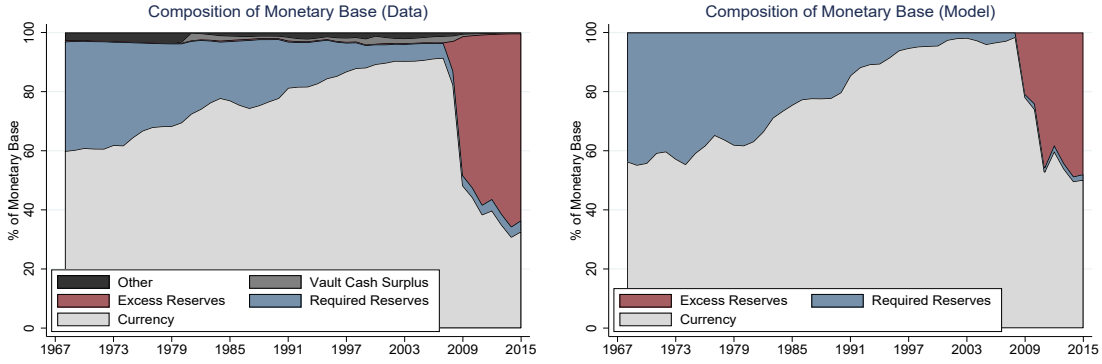 Composition of Monetary Base (Data)
% of Monetary Base
100
80
60
40
20
0
Other
Vault Cash Surplus
Excess Reserves
Required Reserves
Currency
1967 1973 1979 1985 1991 1997 2003 2009 2015
Composition of Monetary Base (Model)
% of Monetary Base
100
80
60
40
20
0
Excess Reserves
Required Reserves
Currency
1967 1973 1979 1985 1991 1997 2003 2009 2015